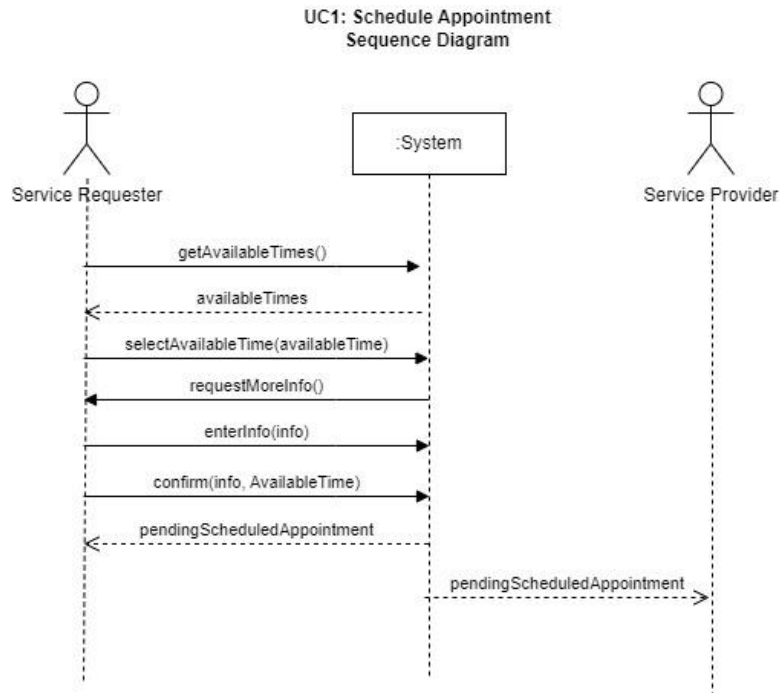 UC1: Schedule Appointment
Sequence Diagram
:System
Service Requester
Service Provider
getAvailableTimes()
availableTimes
selectAvailableTime(availableTime)
requestMoreInfo()
enterInfo(info)
confirm(info, AvailableTime)
pendingScheduledAppointment
pendingScheduledAppointment